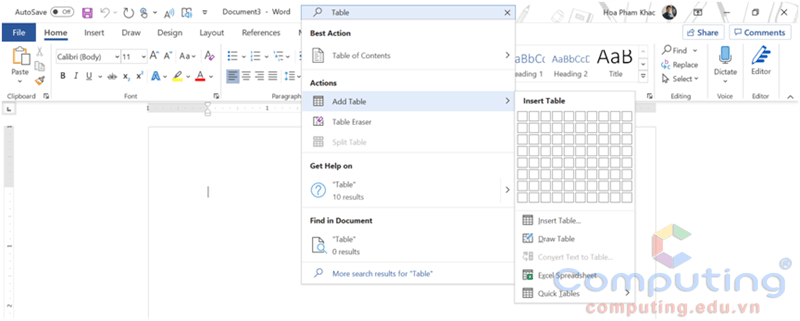 AutoSave Off Document3 - Word Table Hoa Pham Khac
File Home Insert Draw Design Layout Share Comments
Best Action
Table of Contents
Actions
Add Table
Table Eraser
Split Table
Get Help on
"Table"
10 results
Find in Document
"Table"
0 results
More search results for "Table"
Paste
Clipboard
Calibri (Body) 11
B I U ab x₂ x²
Font
Paragraph
AaBbCc AaBbCc AaB
Heading 1 Heading 2 Title
Find
Replace
Select
Editing
Dictate
Voice
Editor
Editor
Insert Table
Insert Table...
Draw Table
Convert Text to Table...
Excel Spreadsheet
Quick Tables
Computing®
computing.edu.vn